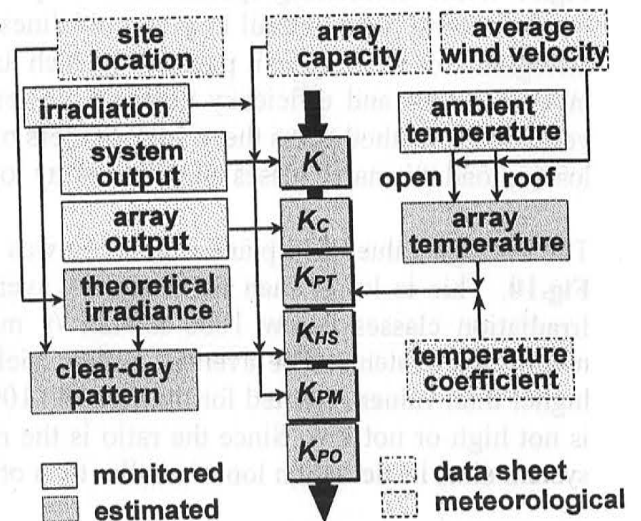 site
location
array
capacity
average
wind velocity
irradiation
ambient
temperature
system
output
K
open
roof
array
output
K_C
array
temperature
theoretical
irradiance
K_PT
K_HS
clear-day
pattern
temperature
coefficient
K_PM
K_PO
monitored
estimated
data sheet
meteorological